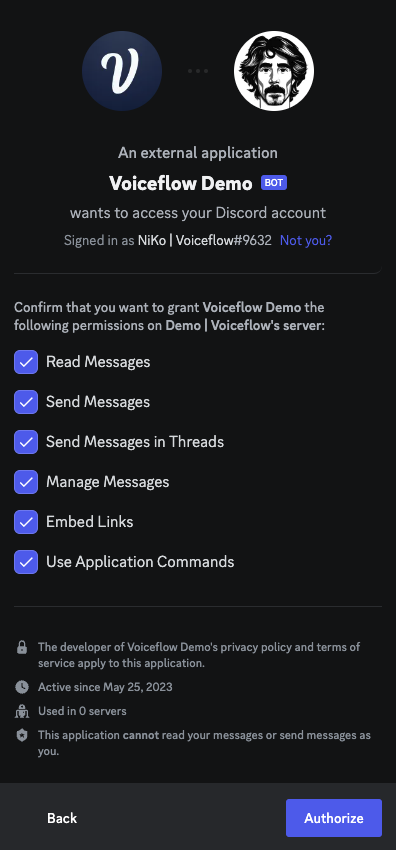 V
An external application
Voiceflow Demo BOT
wants to access your Discord account
Signed in as NiKo | Voiceflow#9632 Not you?
Confirm that you want to grant Voiceflow Demo the
following permissions on Demo | Voiceflow's server:
Read Messages
Send Messages
Send Messages in Threads
Manage Messages
Embed Links
Use Application Commands
The developer of Voiceflow Demo's privacy policy and terms of
service apply to this application.
Active since May 25, 2023
Used in 0 servers
This application cannot read your messages or send messages as
you.
Back Authorize